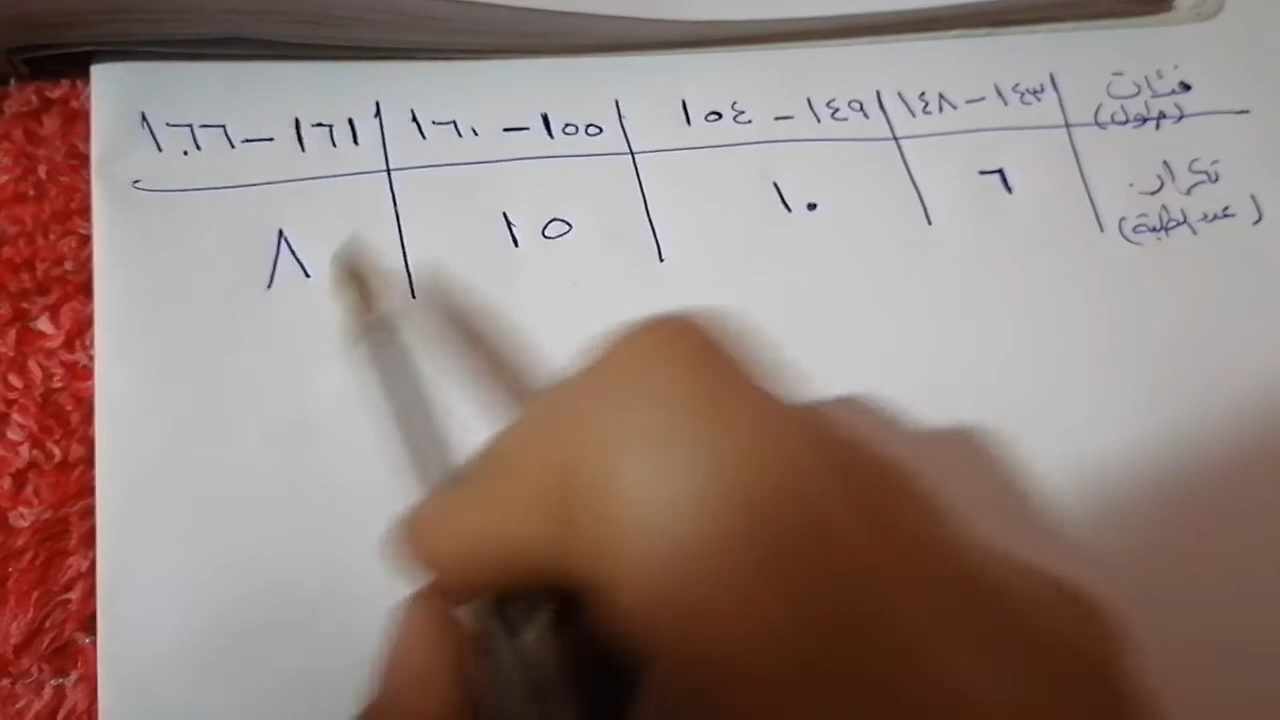 فئات ١٤٣ – ١٤٨ ١٤٩ – ١٥٤ ١٥٥ – ١٦٠ ١٦١ – ١٦٦
(طول)
تكرار ٦ ١٠ ١٥ ٨
(عدد الطلبة)